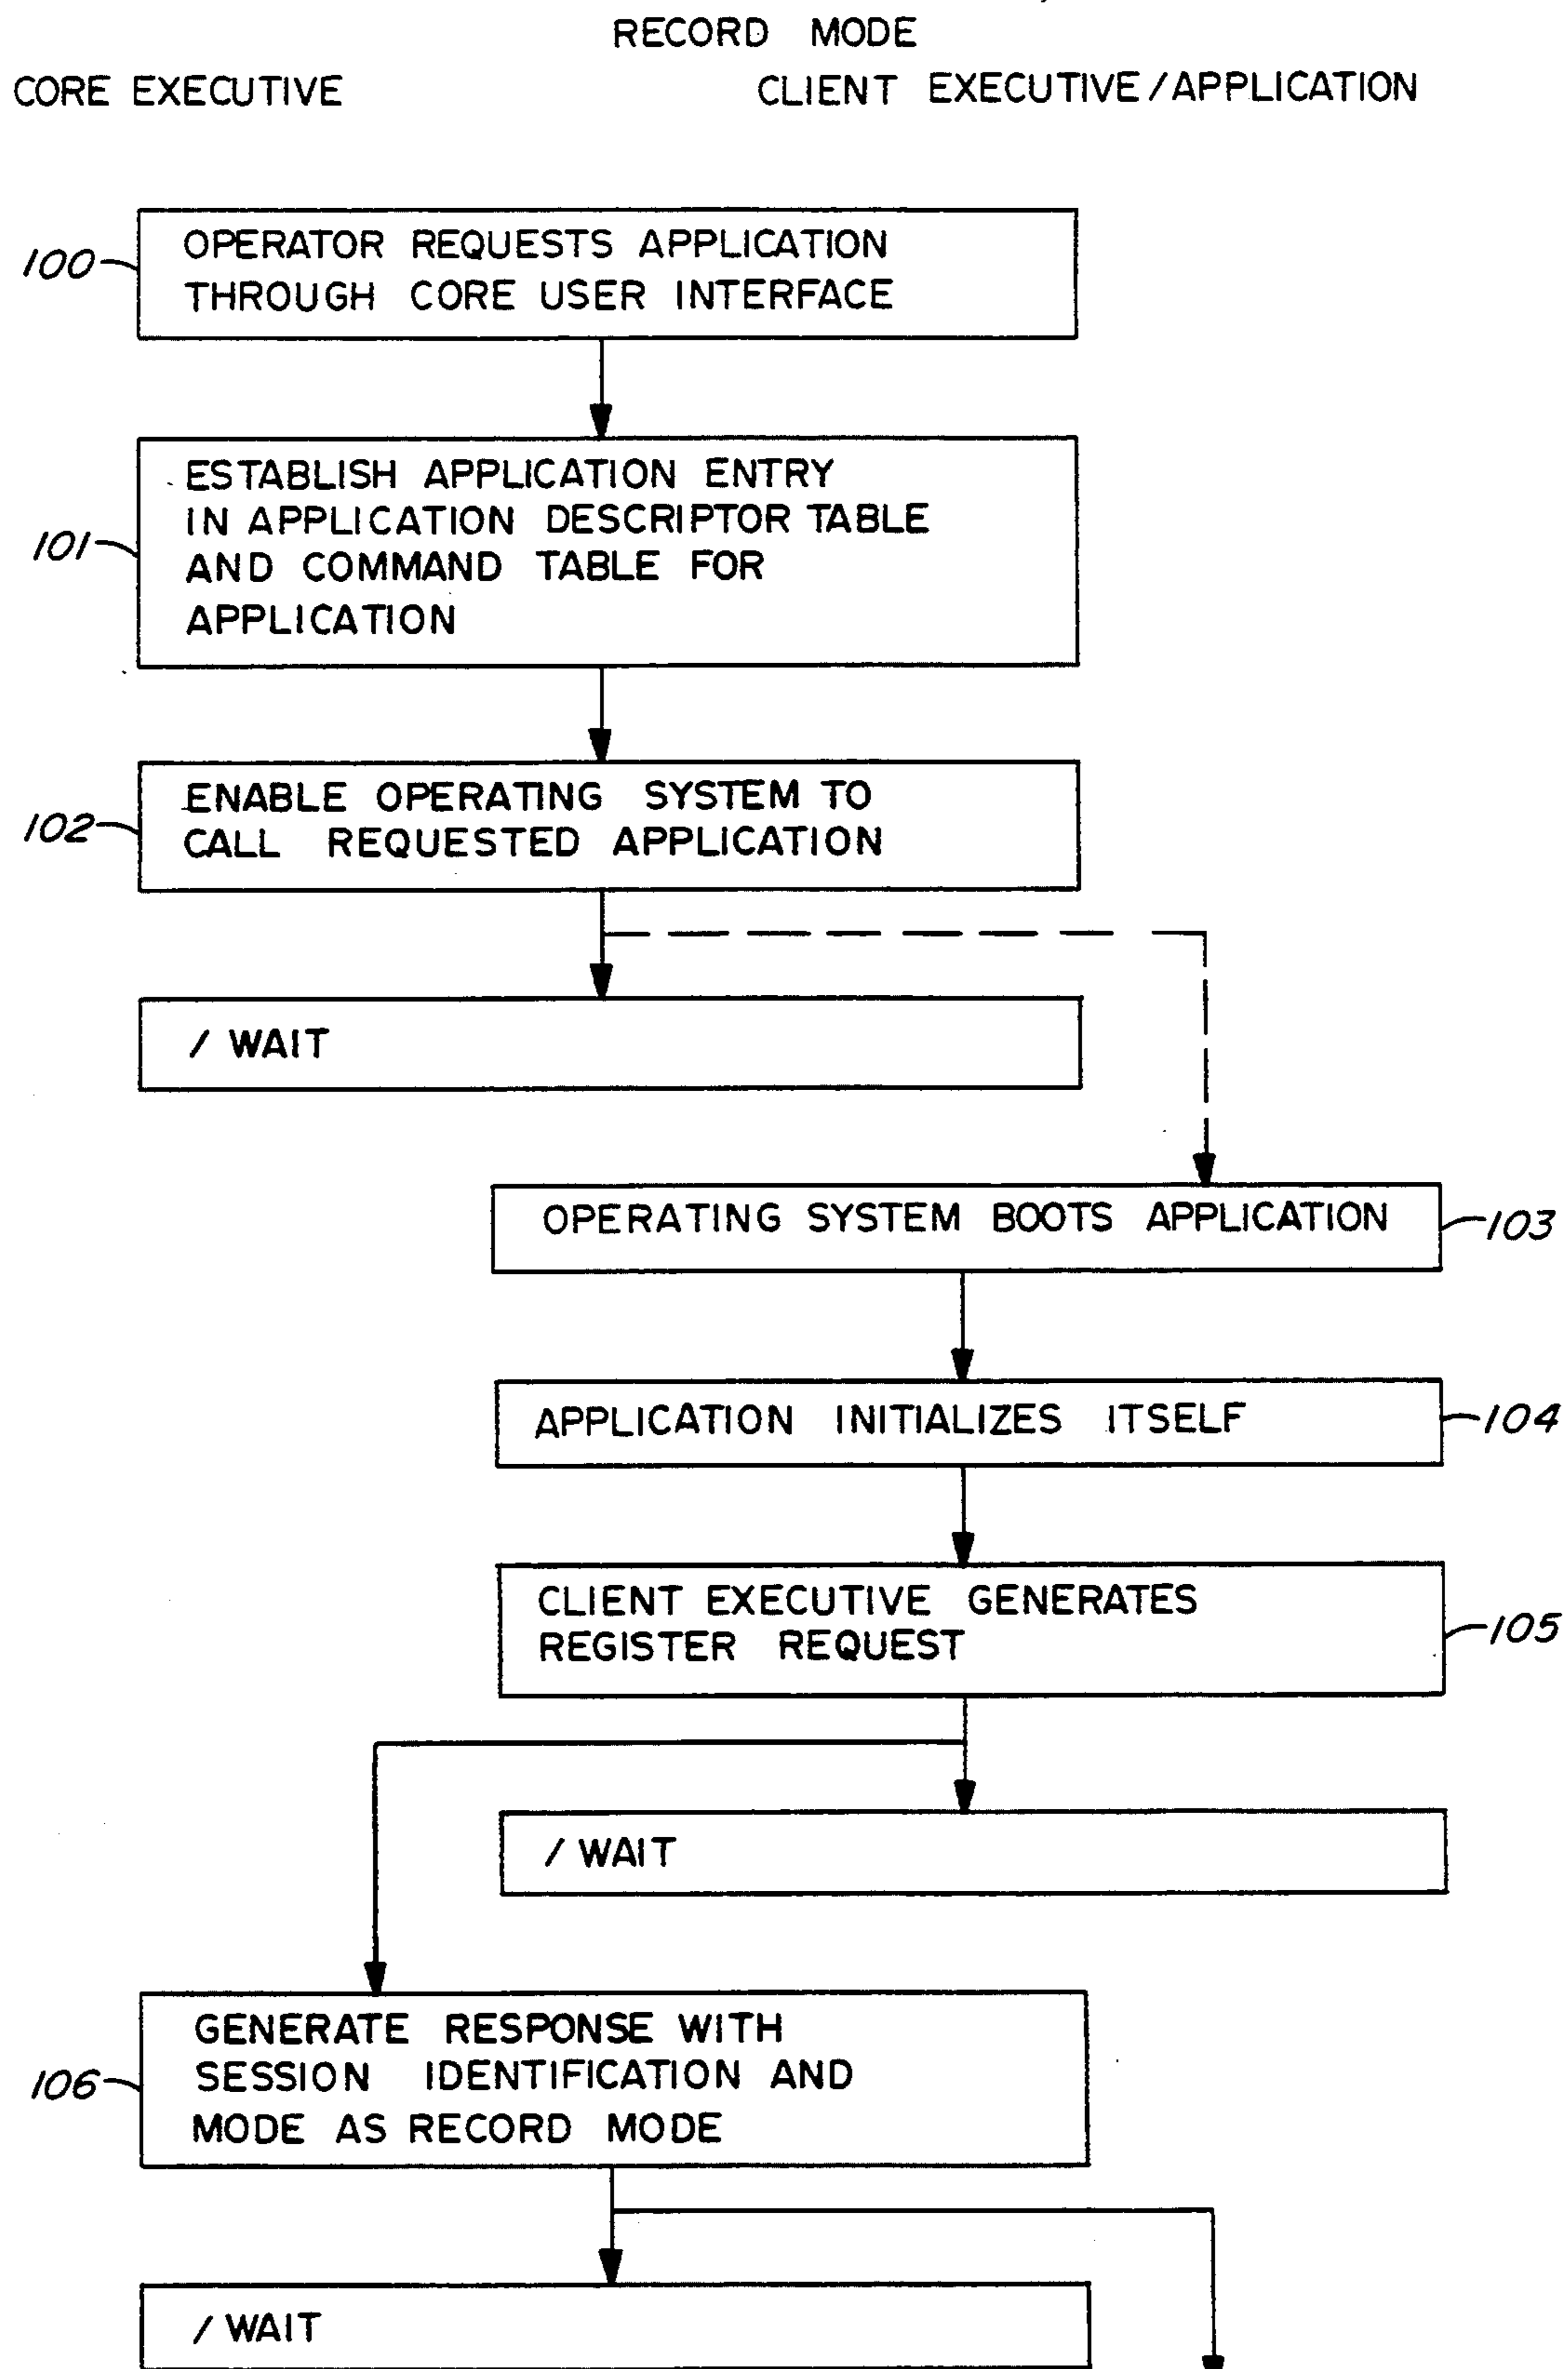 RECORD MODE
CORE EXECUTIVE
CLIENT EXECUTIVE/APPLICATION
100
OPERATOR REQUESTS APPLICATION
THROUGH CORE USER INTERFACE
101
ESTABLISH APPLICATION ENTRY
IN APPLICATION DESCRIPTOR TABLE
AND COMMAND TABLE FOR
APPLICATION
102
ENABLE OPERATING SYSTEM TO
CALL REQUESTED APPLICATION
/ WAIT
OPERATING SYSTEM BOOTS APPLICATION
103
APPLICATION INITIALIZES ITSELF
104
CLIENT EXECUTIVE GENERATES
REGISTER REQUEST
105
/ WAIT
106
GENERATE RESPONSE WITH
SESSION IDENTIFICATION AND
MODE AS RECORD MODE
/ WAIT